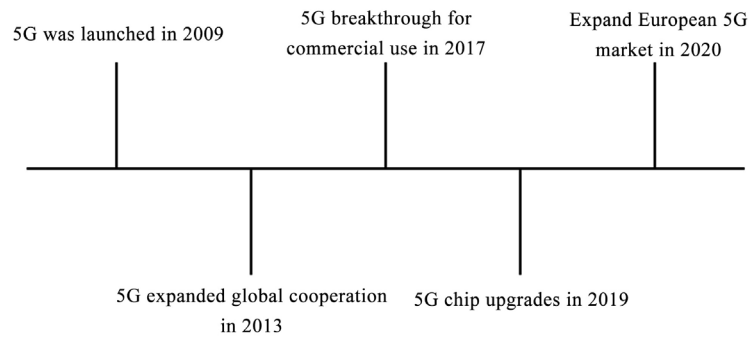 5G was launched in 2009
5G breakthrough for
commercial use in 2017
Expand European 5G
market in 2020
5G expanded global cooperation
in 2013
5G chip upgrades in 2019